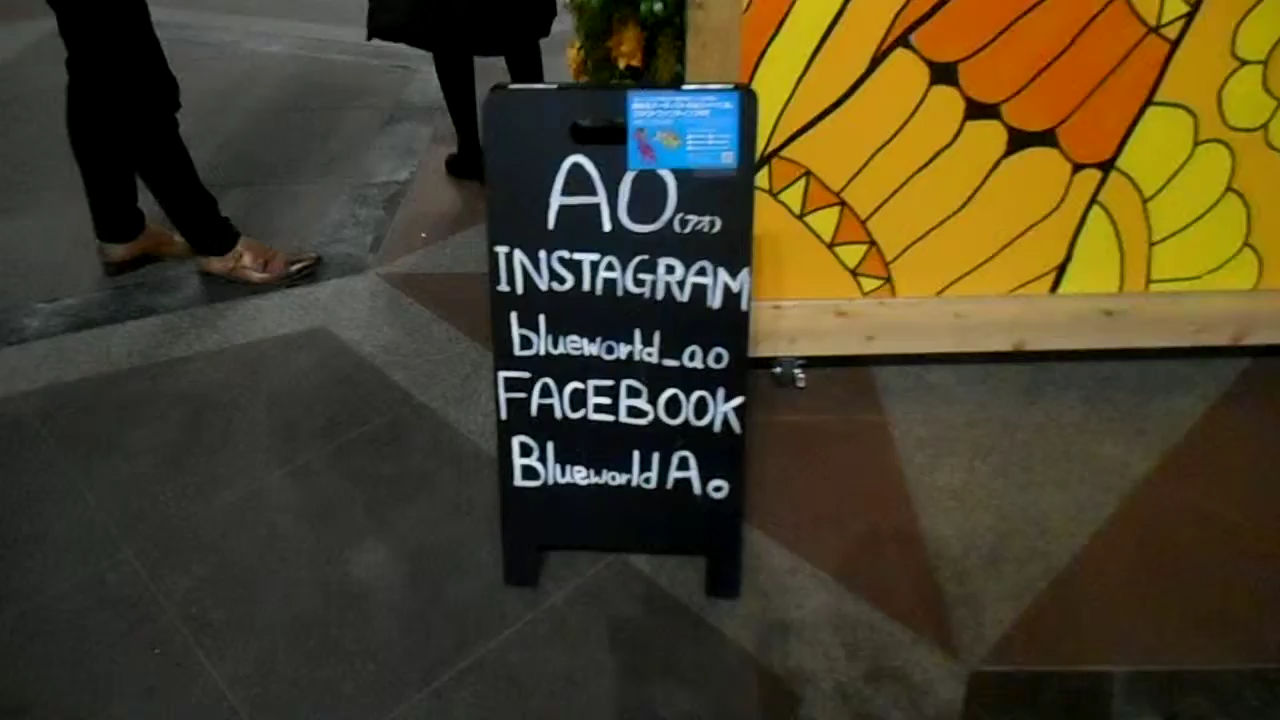 AO (アオ)
INSTAGRAM
blueworld_ao
FACEBOOK
Blueworld Ao